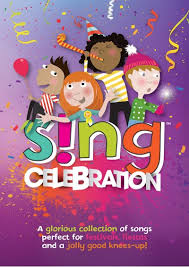 s!ng
CELEBRATION
A glorious collection of songs
perfect for festivals, fiestas
and a jolly good knees-up!